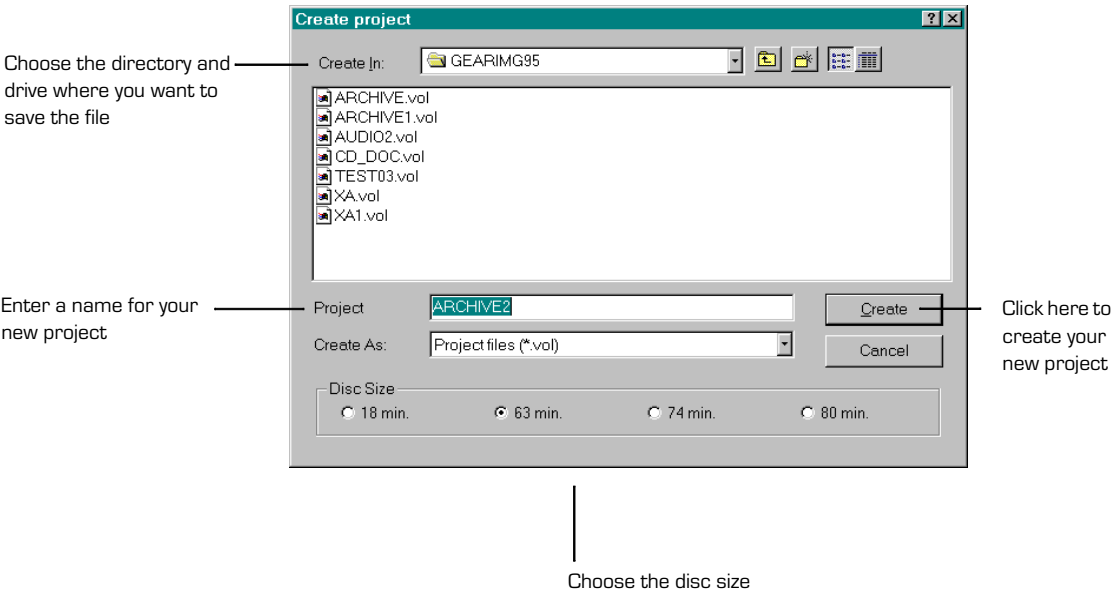 Create project
Choose the directory and
drive where you want to
save the file
Create In:
GEARIMG95
ARCHIVE.vol
ARCHIVE1.vol
AUDIO2.vol
CD_DOC.vol
TEST03.vol
XA.vol
XA1.vol
Enter a name for your
new project
Project
ARCHIVE2
Create
Click here to
create your
new project
Create As:
Project files (*.vol)
Cancel
Disc Size
18 min.
63 min.
74 min.
80 min.
Choose the disc size